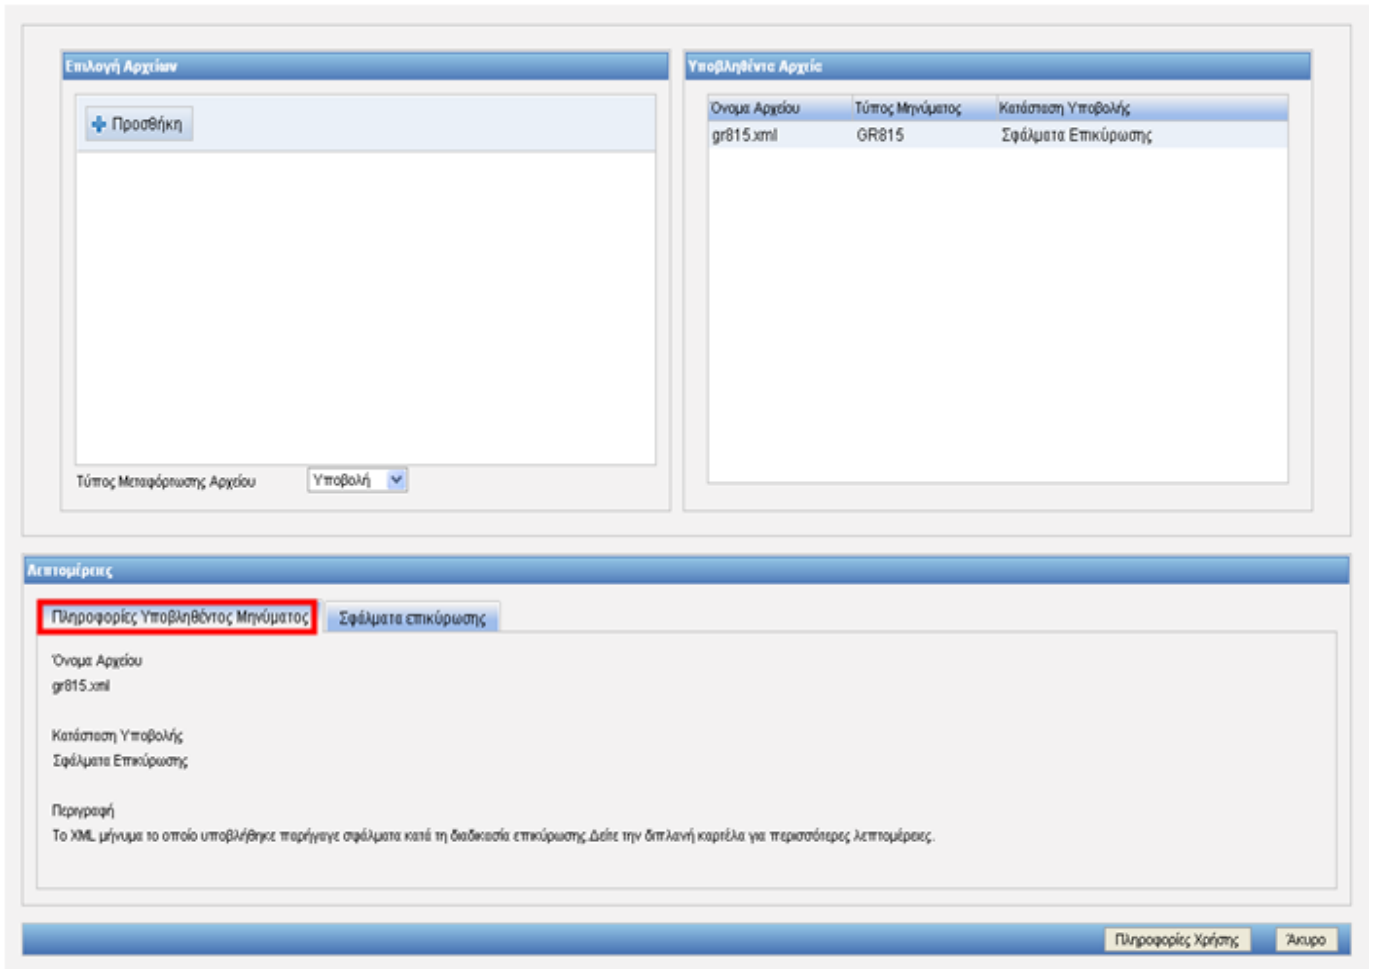 Επιλογή Αρχείων
Προσθήκη
Τύπος Μεταφόρτωσης Αρχείου
Υποβολή
Υποβληθέντα Αρχεία
Όνομα Αρχείου Τύπος Μηνύματος Κατάσταση Υποβολής
gr815.xml GR815 Σφάλματα Επικύρωσης
Λεπτομέρειες
Πληροφορίες Υποβληθέντος Μηνύματος Σφάλματα επικύρωσης
Όνομα Αρχείου
gr815.xml
Κατάσταση Υποβολής
Σφάλματα Επικύρωσης
Περιγραφή
Το XML μήνυμα το οποίο υποβλήθηκε παρήγαγε σφάλματα κατά τη διαδικασία επικύρωσης.Δείτε την διπλανή καρτέλα για περισσότερες λεπτομέρειες.
Πληροφορίες Χρήσης Άκυρο